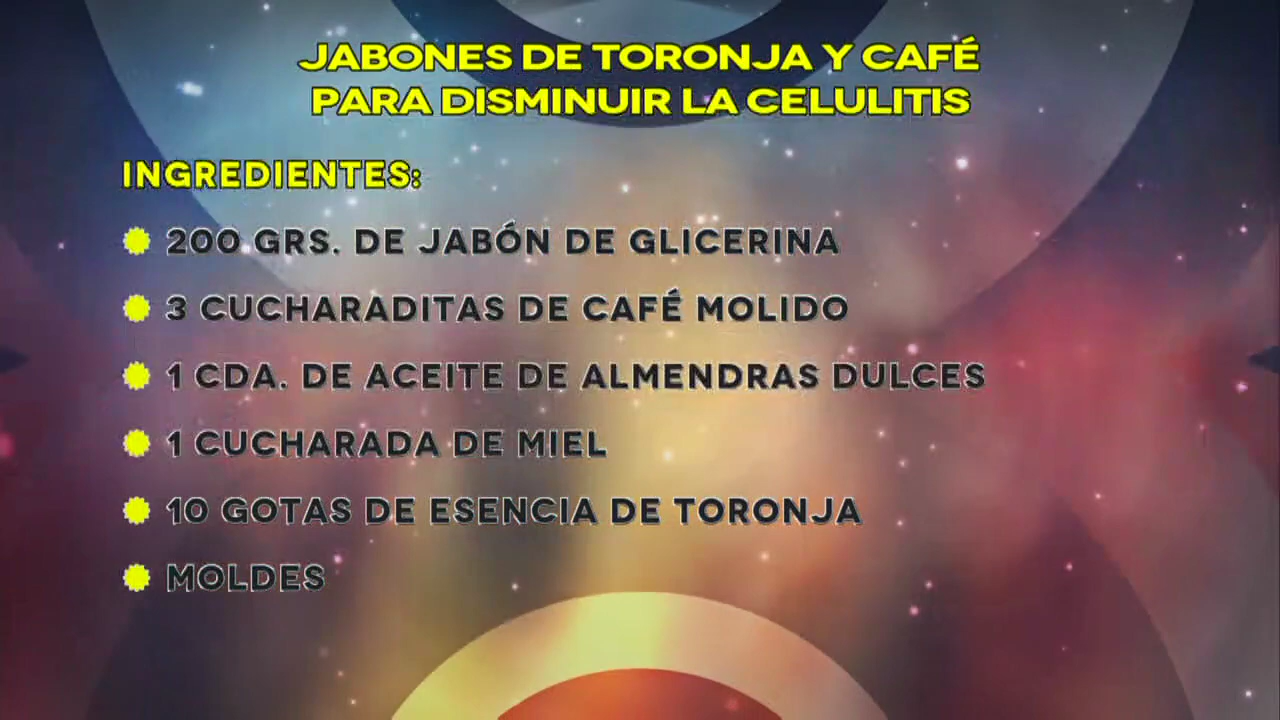 JABONES DE TORONJA Y CAFÉ
PARA DISMINUIR LA CELULITIS
INGREDIENTES:
200 GRS. DE JABÓN DE GLICERINA
3 CUCHARADITAS DE CAFÉ MOLIDO
1 CDA. DE ACEITE DE ALMENDRAS DULCES
1 CUCHARADA DE MIEL
10 GOTAS DE ESENCIA DE TORONJA
MOLDES